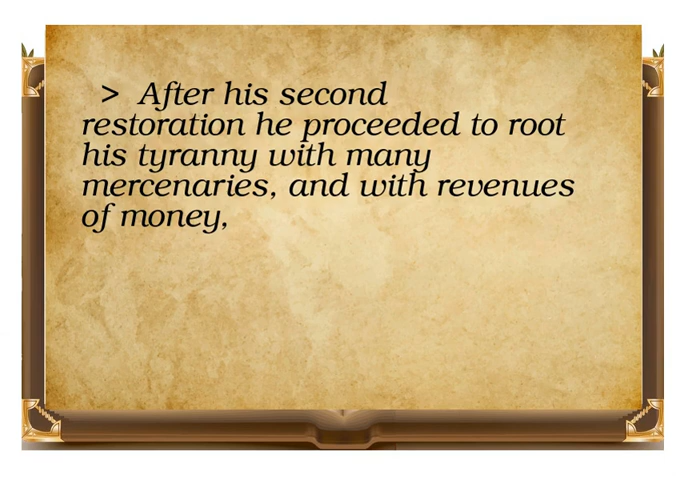 > After his second
restoration he proceeded to root
his tyranny with many
mercenaries, and with revenues
of money,